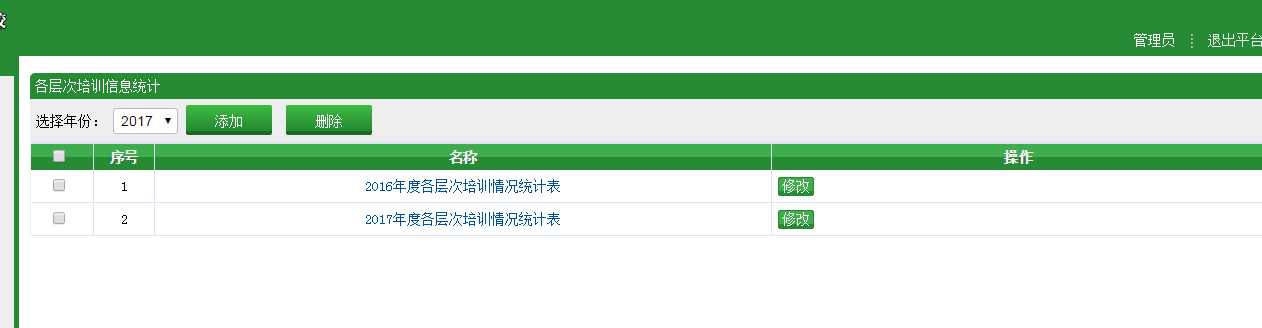 管理员 退出平台
各层次培训信息统计
选择年份： 2017 添加 删除
序号 名称 操作
1 2016年度各层次培训情况统计表 修改
2 2017年度各层次培训情况统计表 修改